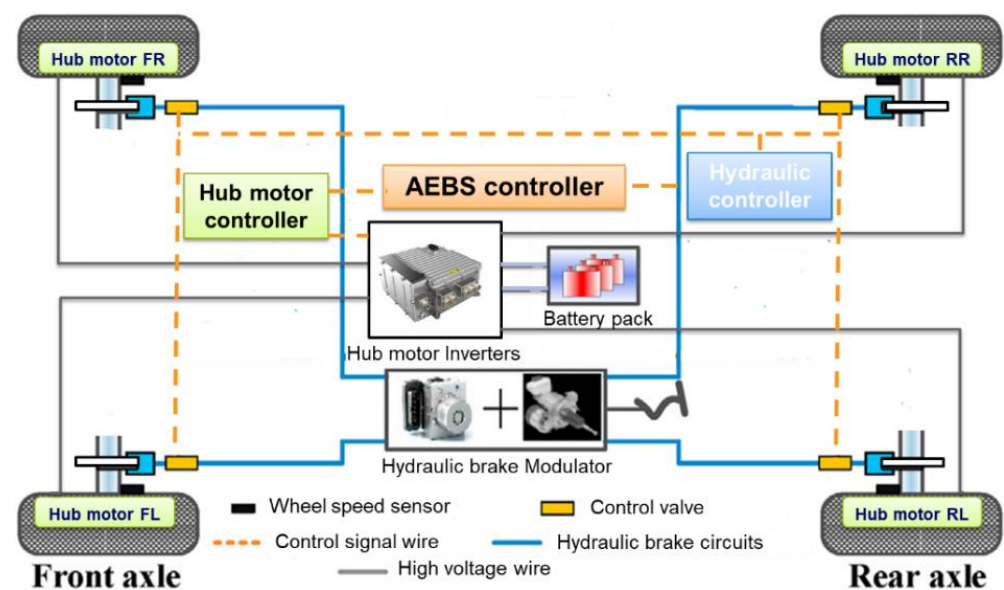 Hub motor FR
Hub motor RR
Hub motor
controller
AEBS controller
Hydraulic
controller
Battery pack
Hub motor Inverters
Hydraulic brake Modulator
Hub motor FL
Hub motor RL
Wheel speed sensor
Control valve
Control signal wire
Hydraulic brake circuits
High voltage wire
Front axle
Rear axle